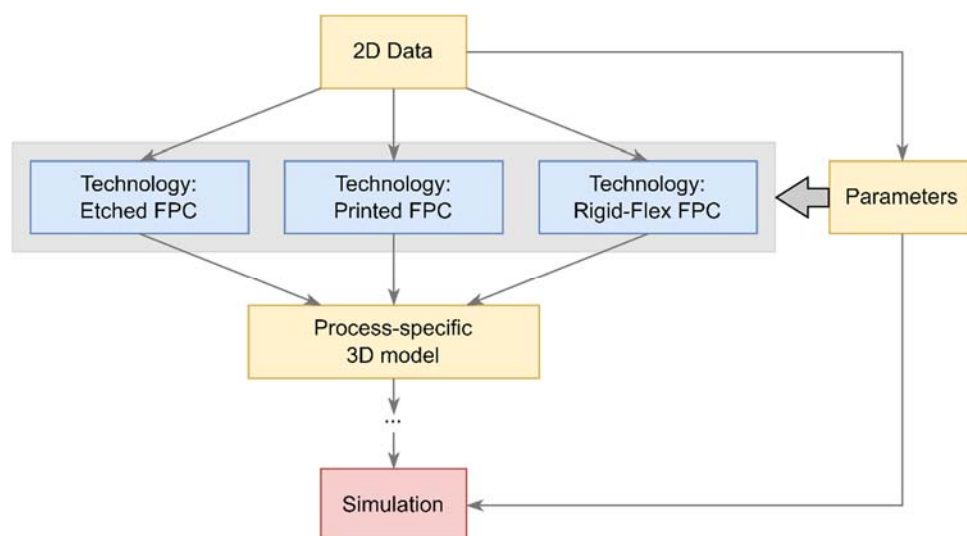 2D Data
Technology:
Etched FPC
Technology:
Printed FPC
Technology:
Rigid-Flex FPC
Parameters
Process-specific
3D model
...
Simulation